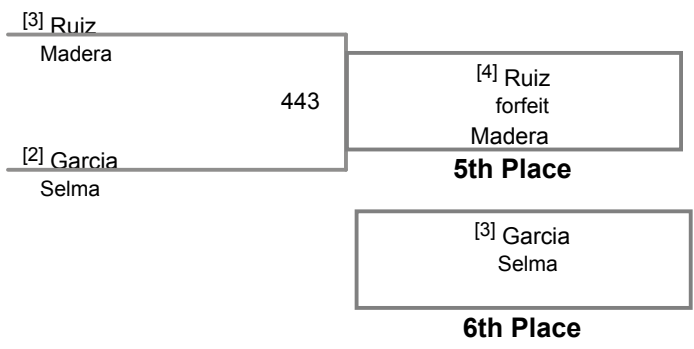 [3] Ruiz
Madera
443
[2] Garcia
Selma
[4] Ruiz
forfeit
Madera
5th Place
[3] Garcia
Selma
6th Place